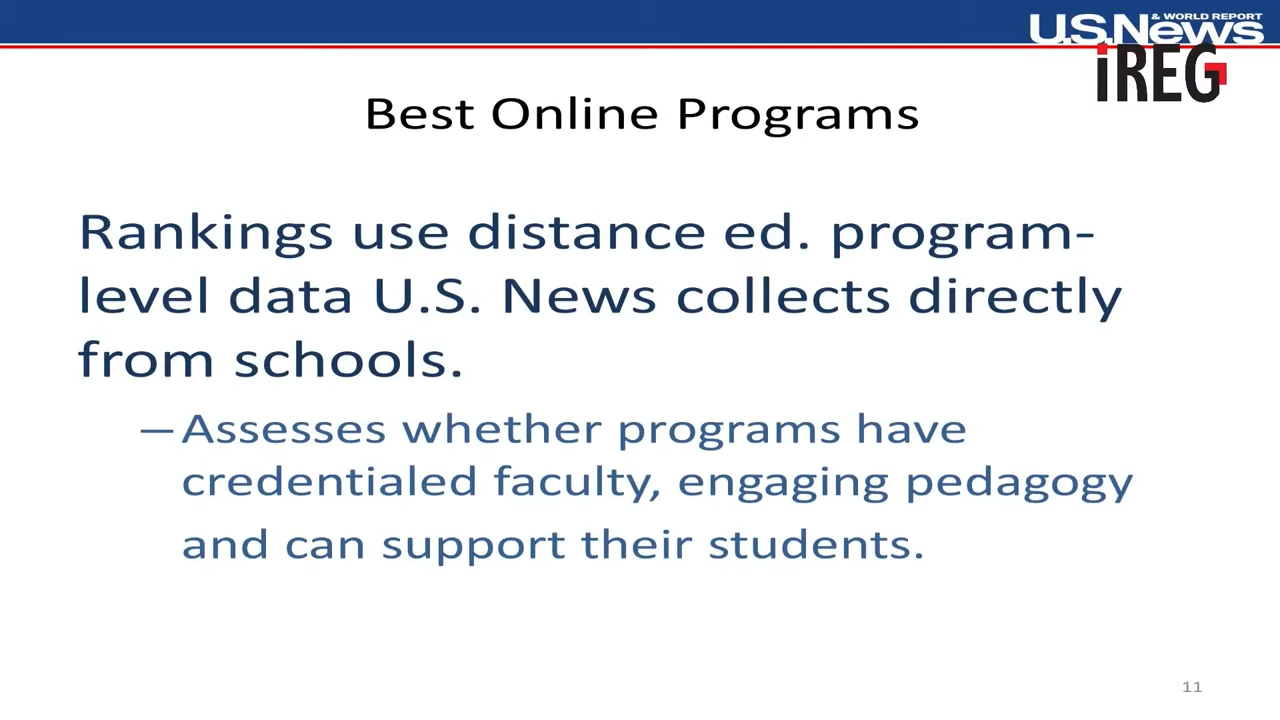 & WORLD REPORT
U.S.News
iREG
Best Online Programs
Rankings use distance ed. program-
level data U.S. News collects directly
from schools.
– Assesses whether programs have
credentialed faculty, engaging pedagogy
and can support their students.
11